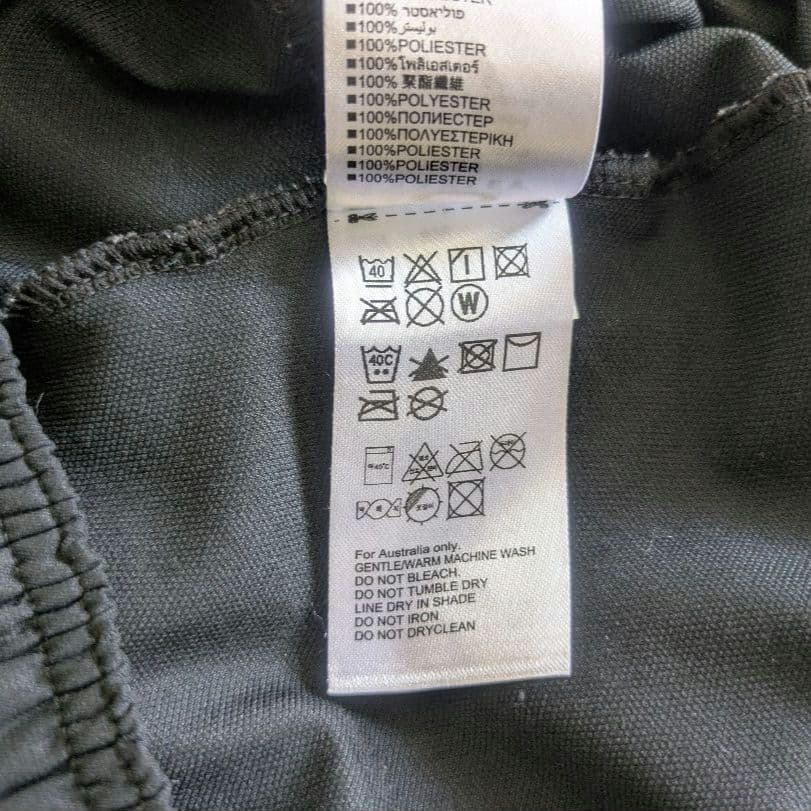 ■100% פוליאסטר
■100% بوليستر
■100%POLIESTER
■100%โพลิเอสเตอร์
■100% 聚酯纖維
■100%POLYESTER
■100%ПОЛИЕСТЕР
■100%ΠΟΛΥΕΣΤΕΡΙΚΗ
■100%POLIESTER
■100%POLIESTER
■100%POLIESTER
40
W
40C
For Australia only.
GENTLE/WARM MACHINE WASH
DO NOT BLEACH.
DO NOT TUMBLE DRY
LINE DRY IN SHADE
DO NOT IRON
DO NOT DRYCLEAN